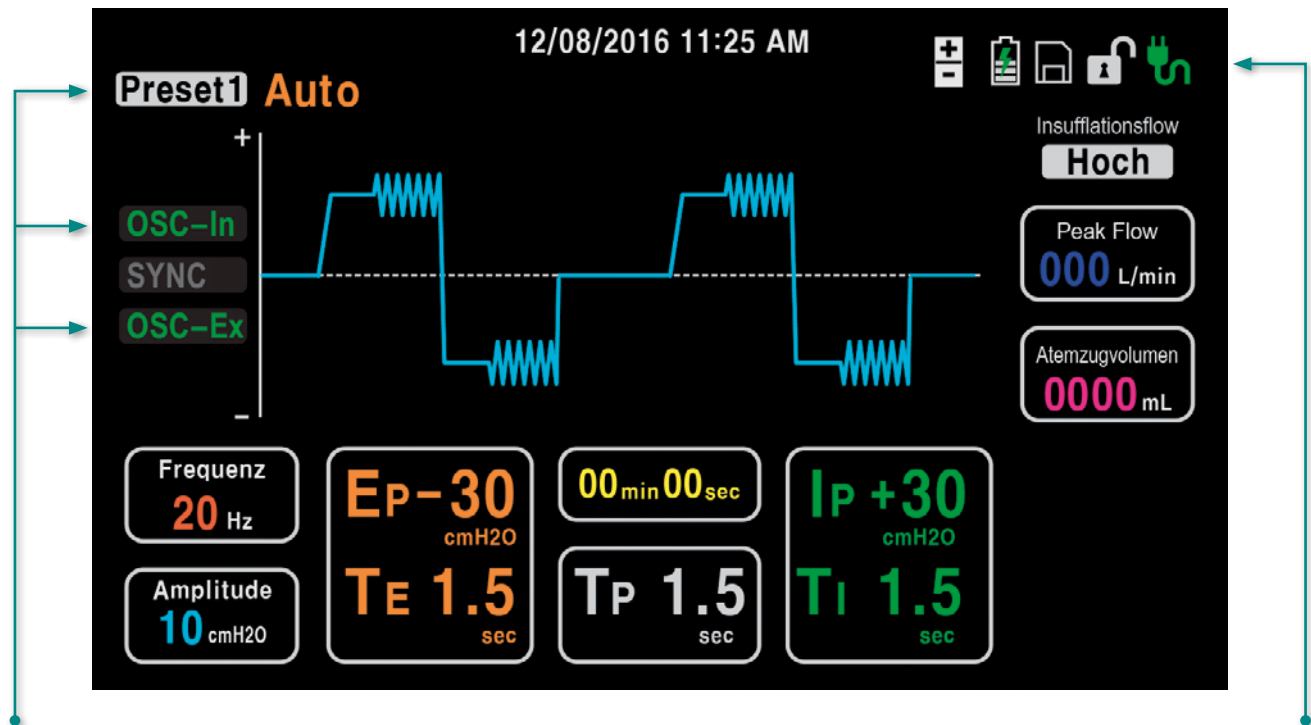 12/08/2016 11:25 AM
+
-
Preset1 Auto
Insufflationsflow
Hoch
+
OSC-In
SYNC
OSC-Ex
-
Peak Flow
000 L/min
Atemzugvolumen
0000 mL
Frequenz
20 Hz
Amplitude
10 cmH2O
EP-30
cmH2O
TE 1.5
sec
00min00sec
TP 1.5
sec
IP+30
cmH2O
TI 1.5
sec